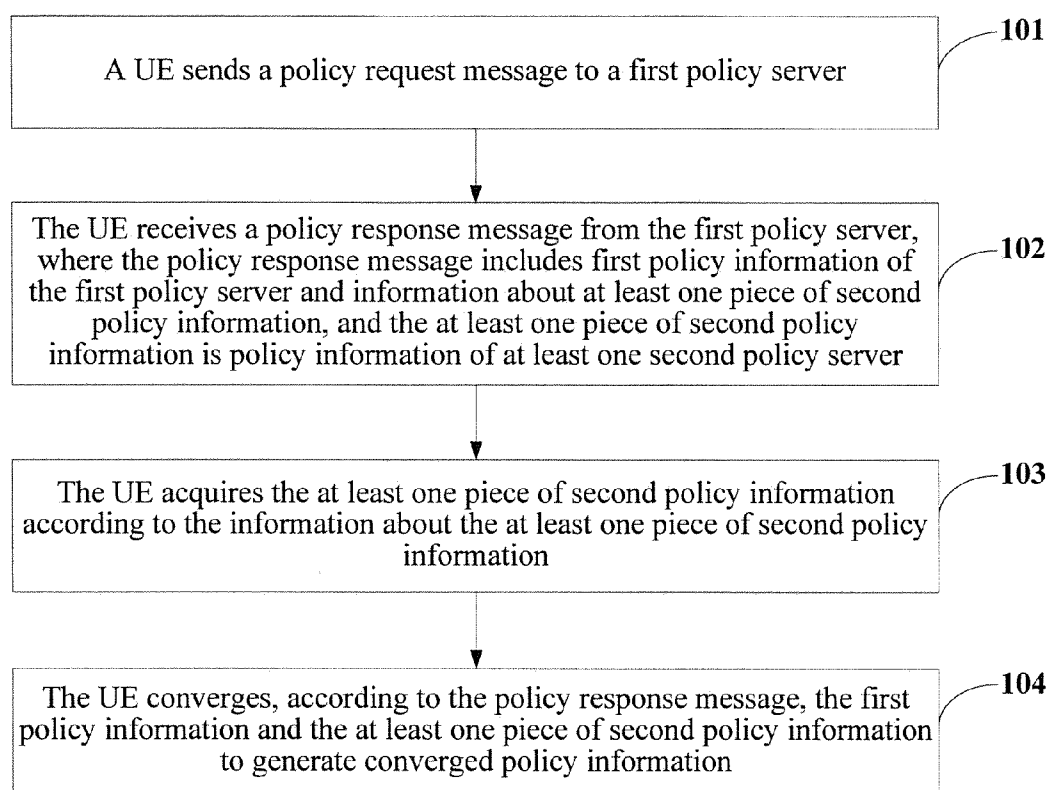 A UE sends a policy request message to a first policy server
101
The UE receives a policy response message from the first policy server,
where the policy response message includes first policy information of
the first policy server and information about at least one piece of second
policy information, and the at least one piece of second policy
information is policy information of at least one second policy server
102
The UE acquires the at least one piece of second policy information
according to the information about the at least one piece of second policy
information
103
The UE converges, according to the policy response message, the first
policy information and the at least one piece of second policy information
to generate converged policy information
104